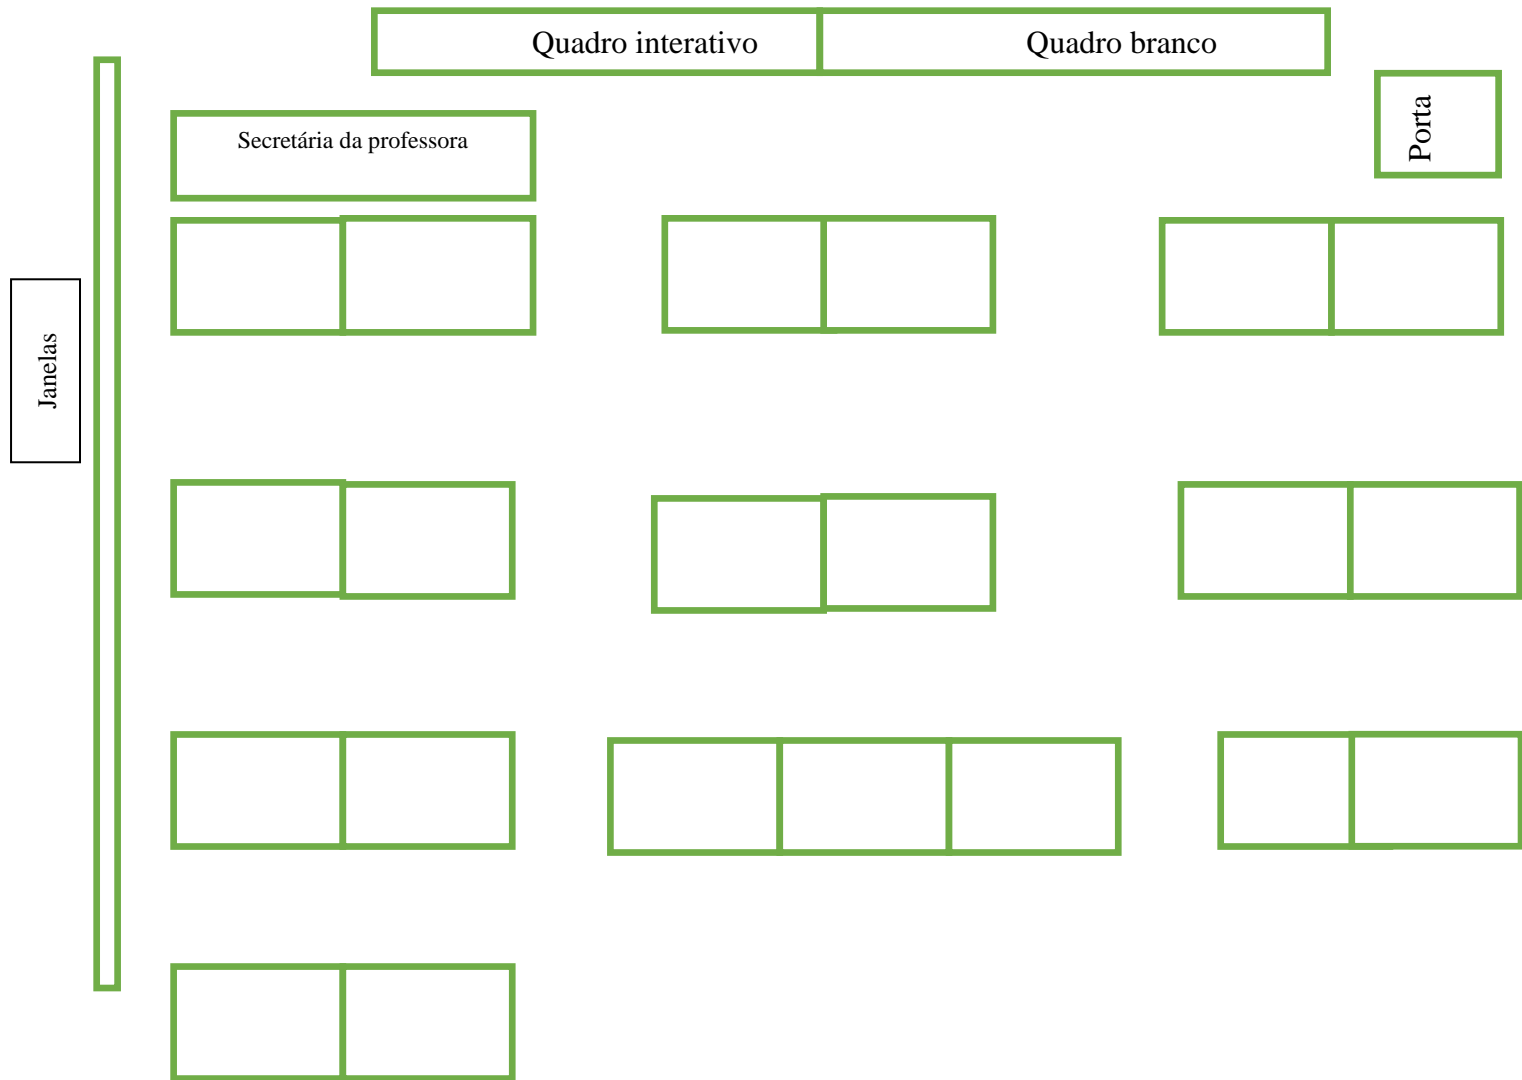 Quadro interativo
Quadro branco
Porta
Secretária da professora
Janelas